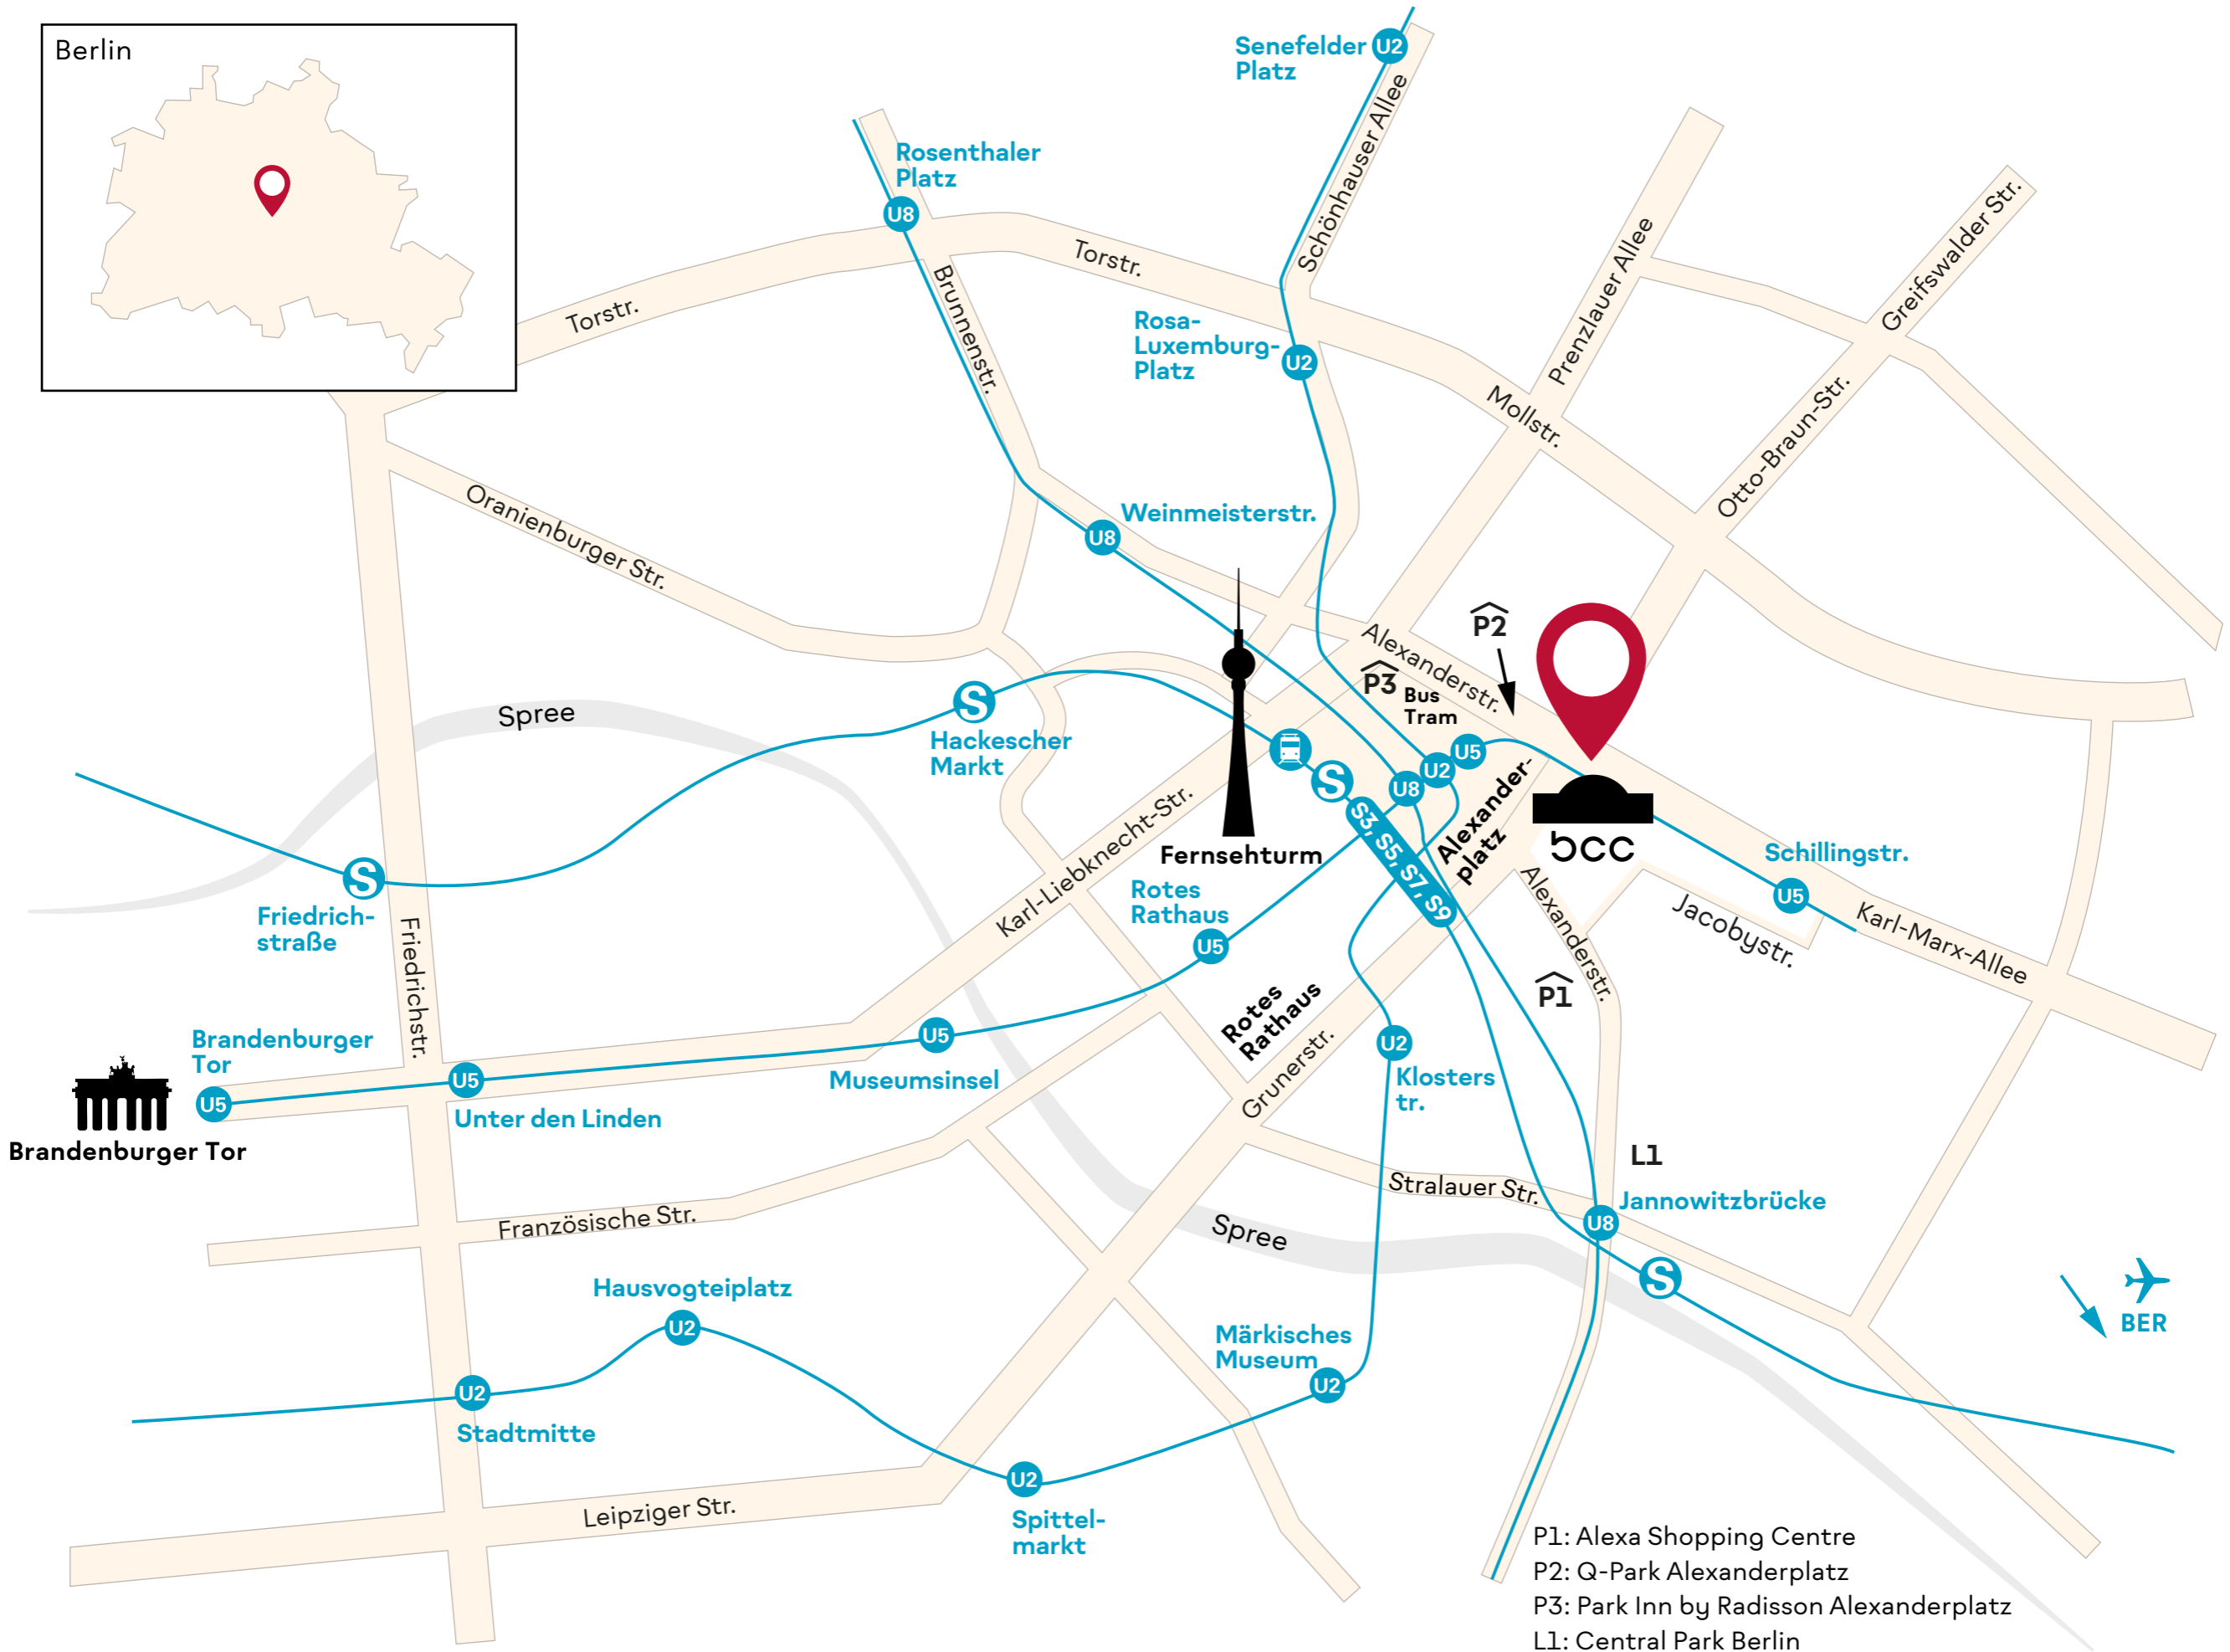 Berlin
Senefelder
Platz
U2
Schönhauser Allee
Rosenthaler
Platz
U8
Torstr.
Torstr.
Brunnenstr.
Rosa-
Luxemburg-
Platz
U2
Prenzlauer Allee
Greifswalder Str.
Mollstr.
Otto-Braun-Str.
Oranienburger Str.
Weinmeisterstr.
U8
Alexanderstr.
P2
P3
Bus
Tram
Spree
S
Hackescher
Markt
S
U8
U2
U5
S3, S5, S7, S9
Alexander-
platz
bcc
Fernsehturm
Karl-Liebknecht-Str.
Schillingstr.
U5
Jacobystr.
Karl-Marx-Allee
Alexanderstr.
P1
S
Friedrich-
straße
Friedrichstr.
Rotes
Rathaus
U5
Rotes
Rathaus
Grunerstr.
U2
Klosters
tr.
Brandenburger
Tor
U5
Brandenburger Tor
U5
Unter den Linden
U5
Museumsinsel
Französische Str.
Stralauer Str.
L1
Jannowitzbrücke
U8
S
Spree
BER
Hausvogteiplatz
U2
Märkisches
Museum
U2
U2
Stadtmitte
U2
Spittel-
markt
Leipziger Str.
P1: Alexa Shopping Centre
P2: Q-Park Alexanderplatz
P3: Park Inn by Radisson Alexanderplatz
L1: Central Park Berlin